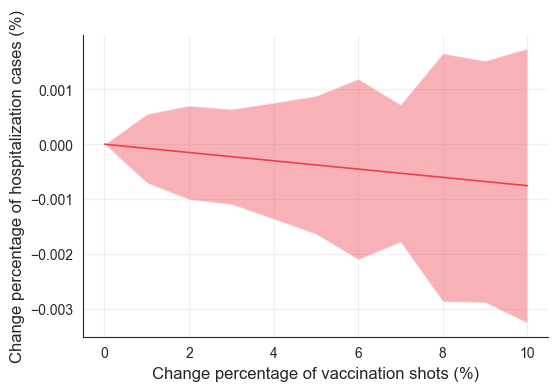 Change percentage of hospitalization cases (%)
0.001
0.000
−0.001
−0.002
−0.003
0 2 4 6 8 10
Change percentage of vaccination shots (%)